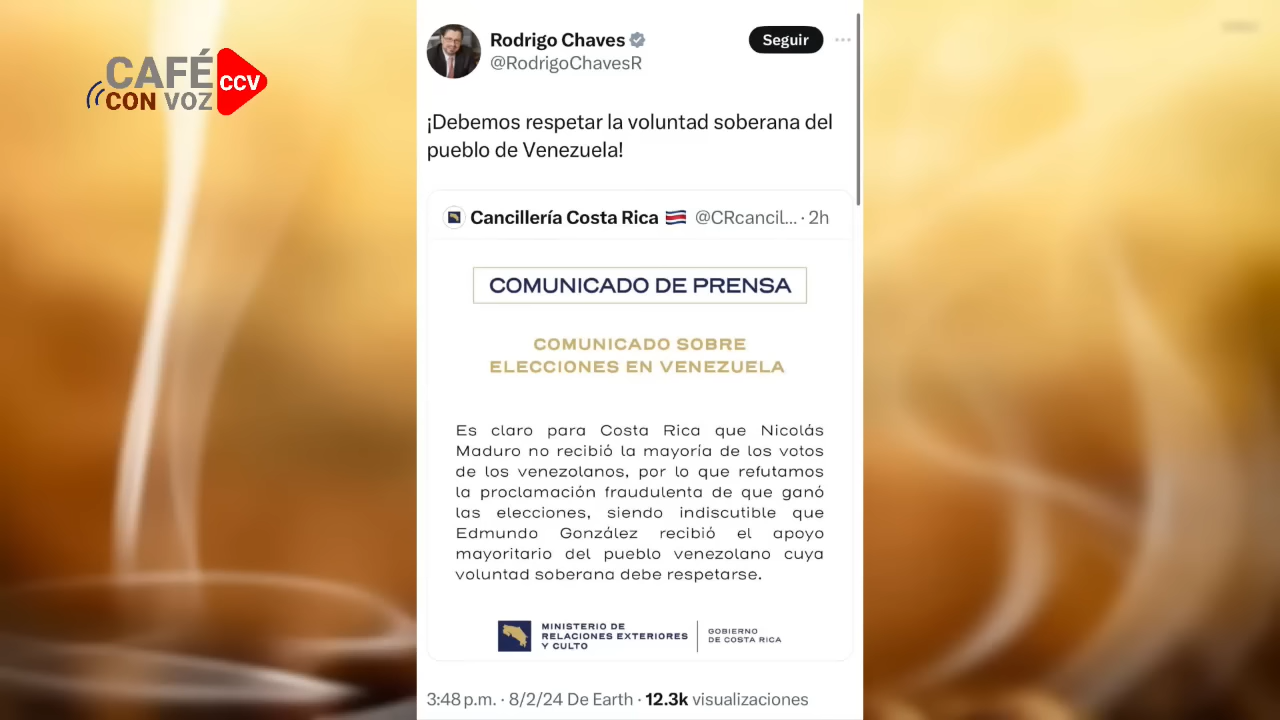 CAFÉ
CON VOZ
CCV
Rodrigo Chaves
Seguir
@RodrigoChavesR
¡Debemos respetar la voluntad soberana del
pueblo de Venezuela!
Cancillería Costa Rica @CRcancil... · 2h
COMUNICADO DE PRENSA
COMUNICADO SOBRE
ELECCIONES EN VENEZUELA
Es claro para Costa Rica que Nicolás
Maduro no recibió la mayoría de los votos
de los venezolanos, por lo que refutamos
la proclamación fraudulenta de que ganó
las elecciones, siendo indiscutible que
Edmundo González recibió el apoyo
mayoritario del pueblo venezolano cuya
voluntad soberana debe respetarse.
MINISTERIO DE
RELACIONES EXTERIORES
Y CULTO
GOBIERNO
DE COSTA RICA
3:48 p.m. · 8/2/24 De Earth · 12.3k visualizaciones